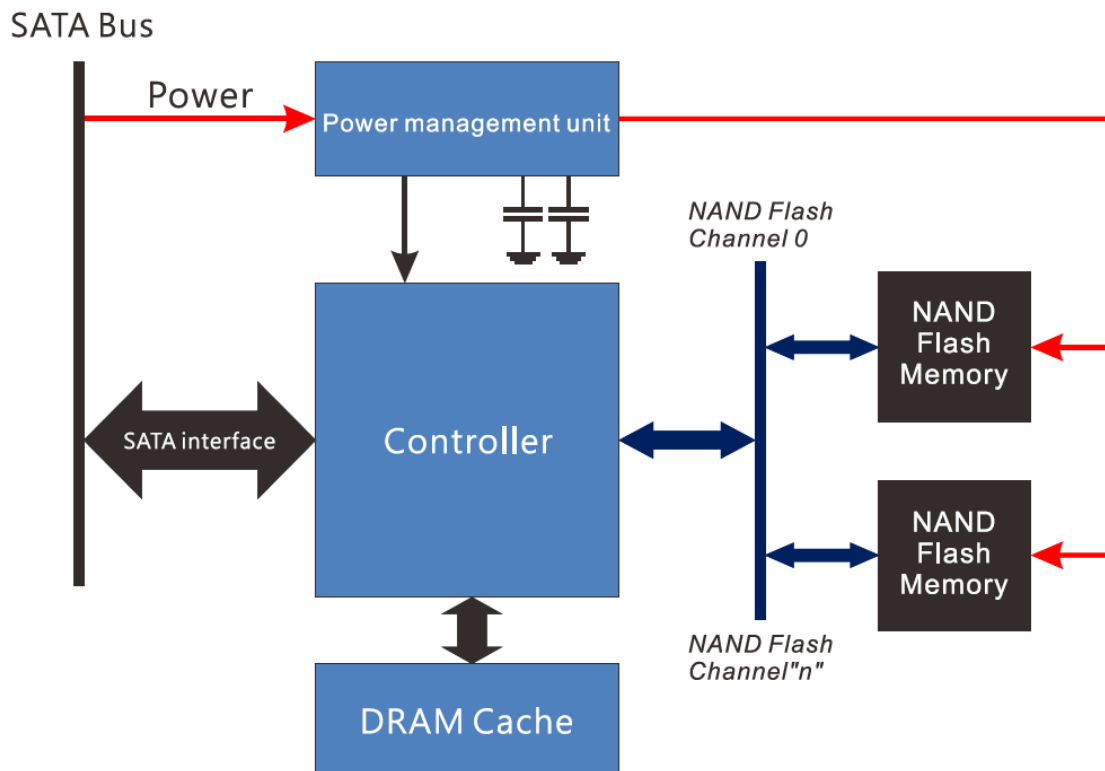 SATA Bus
Power
Power management unit
NAND Flash
Channel 0
NAND
Flash
Memory
SATA interface
Controller
NAND
Flash
Memory
NAND Flash
Channel"n"
DRAM Cache